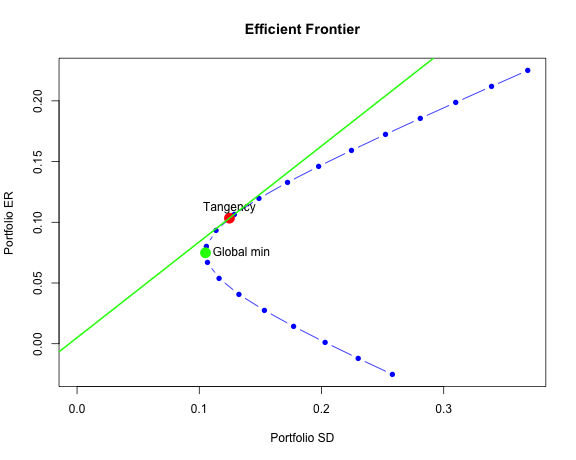 Efficient Frontier
Portfolio ER
0.20
0.15
0.10
0.05
0.00
Tangency
Global min
0.0 0.1 0.2 0.3
Portfolio SD